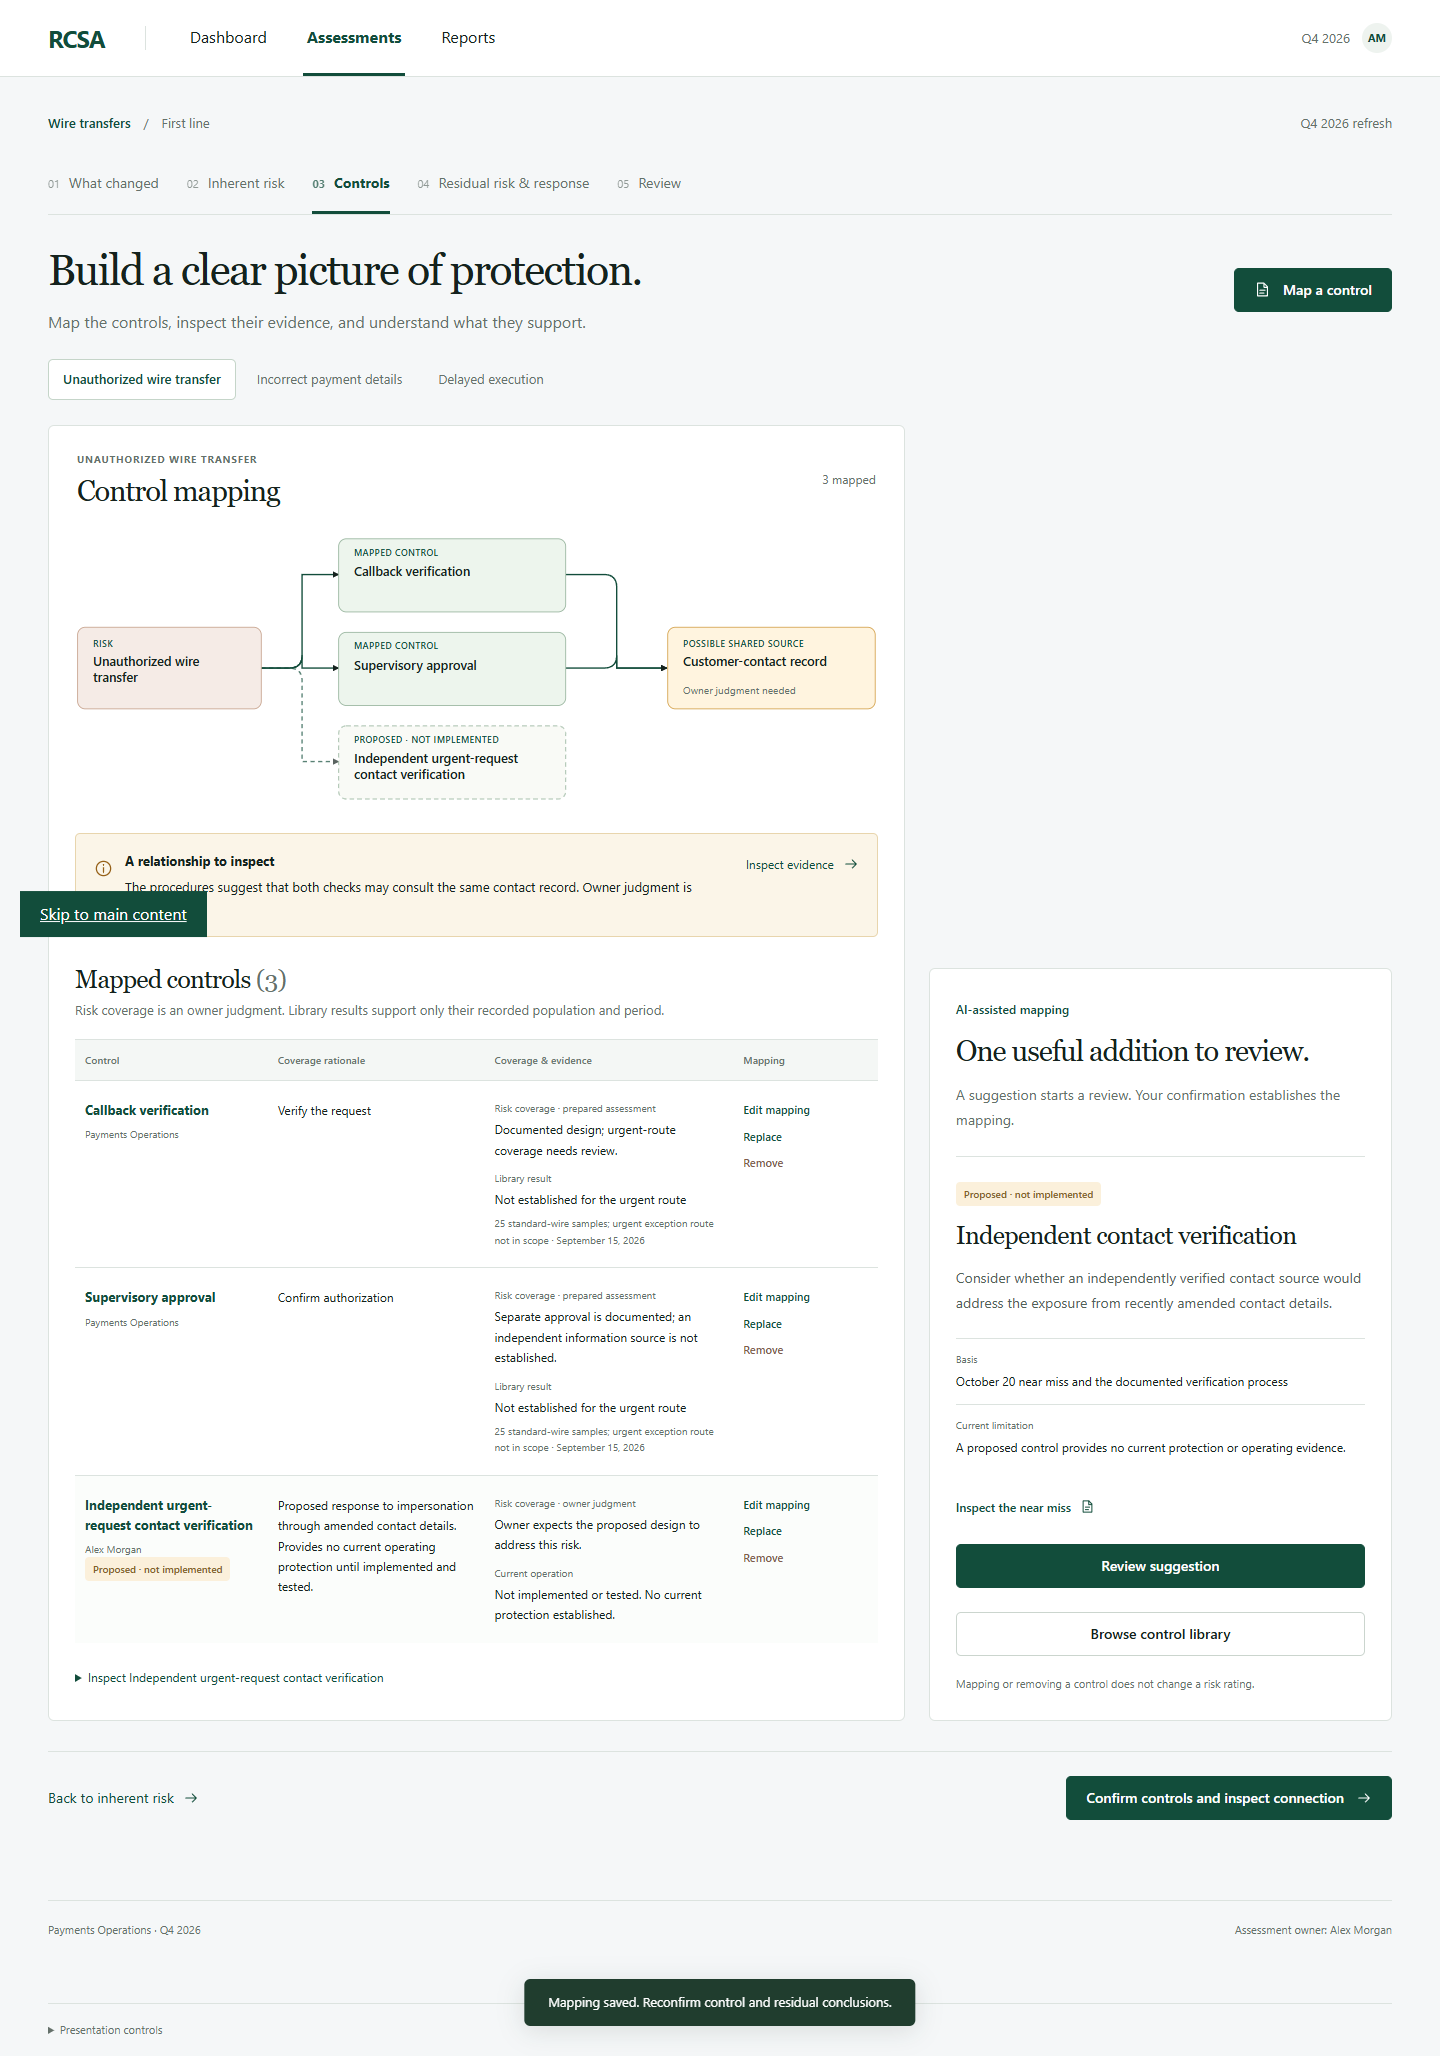 RCSA
Dashboard
Assessments
Reports
Q4 2026
AM
Wire transfers / First line
Q4 2026 refresh
01 What changed
02 Inherent risk
03 Controls
04 Residual risk & response
05 Review
Build a clear picture of protection.
Map the controls, inspect their evidence, and understand what they support.
Map a control
Unauthorized wire transfer
Incorrect payment details
Delayed execution
UNAUTHORIZED WIRE TRANSFER
Control mapping
3 mapped
RISK
Unauthorized wire
transfer
MAPPED CONTROL
Callback verification
MAPPED CONTROL
Supervisory approval
PROPOSED · NOT IMPLEMENTED
Independent urgent-request
contact verification
POSSIBLE SHARED SOURCE
Customer-contact record
Owner judgment needed
A relationship to inspect
The procedures suggest that both checks may consult the same contact record. Owner judgment is
Inspect evidence
Skip to main content
Mapped controls (3)
Risk coverage is an owner judgment. Library results support only their recorded population and period.
Control
Coverage rationale
Coverage & evidence
Mapping
Callback verification
Payments Operations
Verify the request
Risk coverage · prepared assessment
Documented design; urgent-route
coverage needs review.
Library result
Not established for the urgent route
25 standard-wire samples; urgent exception route
not in scope · September 15, 2026
Edit mapping
Replace
Remove
Supervisory approval
Payments Operations
Confirm authorization
Risk coverage · prepared assessment
Separate approval is documented; an
independent information source is not
established.
Library result
Not established for the urgent route
25 standard-wire samples; urgent exception route
not in scope · September 15, 2026
Edit mapping
Replace
Remove
Independent urgent-
request contact verification
Alex Morgan
Proposed · not implemented
Proposed response to impersonation
through amended contact details.
Provides no current operating
protection until implemented and
tested.
Risk coverage · owner judgment
Owner expects the proposed design to
address this risk.
Current operation
Not implemented or tested. No current
protection established.
Edit mapping
Replace
Remove
Inspect Independent urgent-request contact verification
AI-assisted mapping
One useful addition to review.
A suggestion starts a review. Your confirmation establishes the
mapping.
Proposed · not implemented
Independent contact verification
Consider whether an independently verified contact source would
address the exposure from recently amended contact details.
Basis
October 20 near miss and the documented verification process
Current limitation
A proposed control provides no current protection or operating evidence.
Inspect the near miss
Review suggestion
Browse control library
Mapping or removing a control does not change a risk rating.
Back to inherent risk
Confirm controls and inspect connection
Payments Operations · Q4 2026
Assessment owner: Alex Morgan
Mapping saved. Reconfirm control and residual conclusions.
Presentation controls